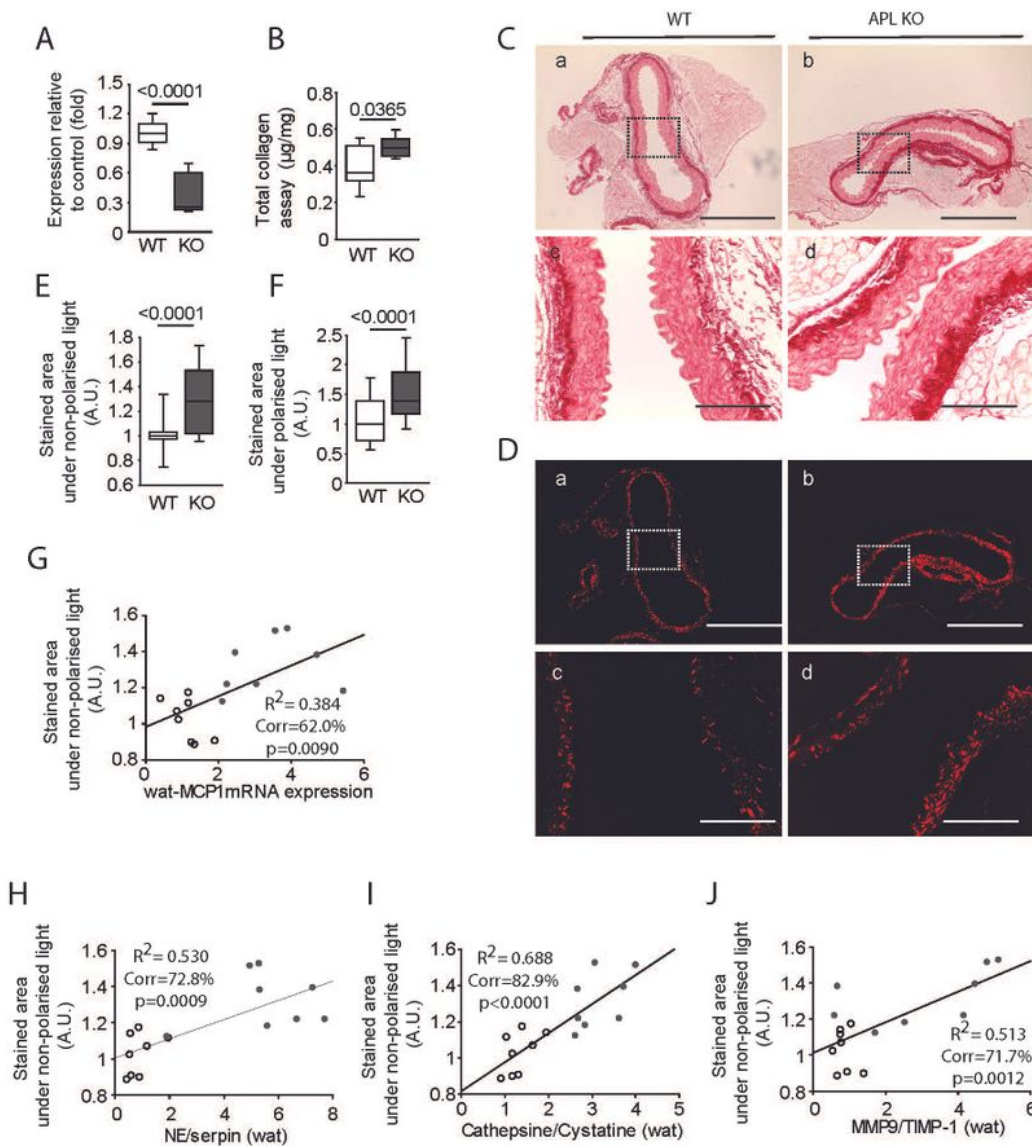 WT
APL KO
A
Expression relative
to control (fold)
1.5
1.2
0.9
0.6
0.3
0
<0.0001
WT KO
B
Total collagen
assay (µg/mg)
0.8
0.6
0.4
0.2
0
0.0365
WT KO
C
a
b
c
d
E
Stained area
under non-polarised light
(A.U.)
2
1.8
1.6
1.4
1.2
1
0.8
0.6
<0.0001
WT KO
F
Stained area
under polarised light
(A.U.)
2.5
2
1.5
1
0.5
0
<0.0001
WT KO
D
a
b
c
d
G
Stained area
under non-polarised light
(A.U.)
1.6
1.4
1.2
1
0.8
R2 = 0.384
Corr=62.0%
p=0.0090
0 2 4 6
wat-MCP1mRNA expression
H
Stained area
under non-polarised light
(A.U.)
1.6
1.4
1.2
1
0.8
R2= 0.530
Corr=72.8%
p=0.0009
0 2 4 6 8
NE/serpin (wat)
I
Stained area
under non-polarised light
(A.U.)
1.6
1.4
1.2
1
0.8
R2 = 0.688
Corr=82.9%
p<0.0001
0 1 2 3 4 5
Cathepsine/Cystatine (wat)
J
Stained area
under non-polarised light
(A.U.)
1.6
1.4
1.2
1
0.8
R2 = 0.513
Corr=71.7%
p=0.0012
0 2 4 6
MMP9/TIMP-1 (wat)